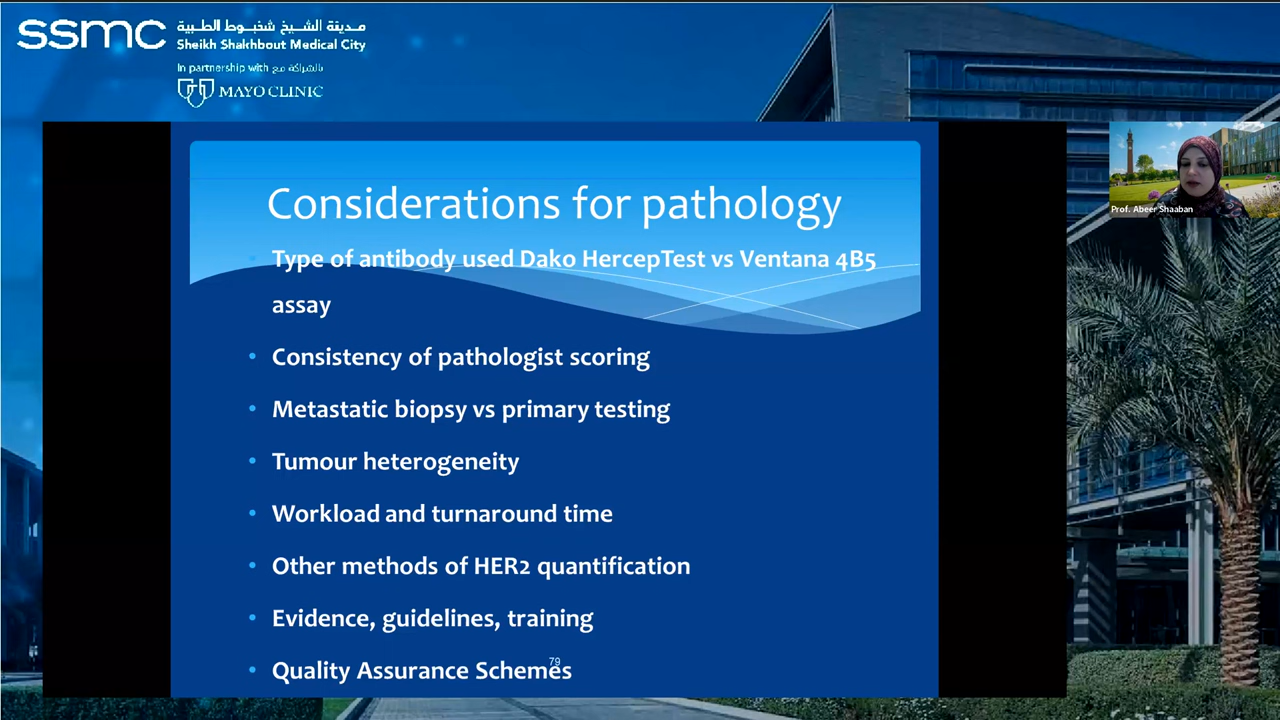 ssmc
مدينة الشيخ شخبوط الطبية
Sheikh Shakhbout Medical City
In partnership with بالشراكة مع
MAYO CLINIC
Considerations for pathology
• Type of antibody used Dako HercepTest vs Ventana 4B5
assay
• Consistency of pathologist scoring
• Metastatic biopsy vs primary testing
• Tumour heterogeneity
• Workload and turnaround time
• Other methods of HER2 quantification
• Evidence, guidelines, training
• Quality Assurance Schemes
79
Prof. Abeer Shaaban